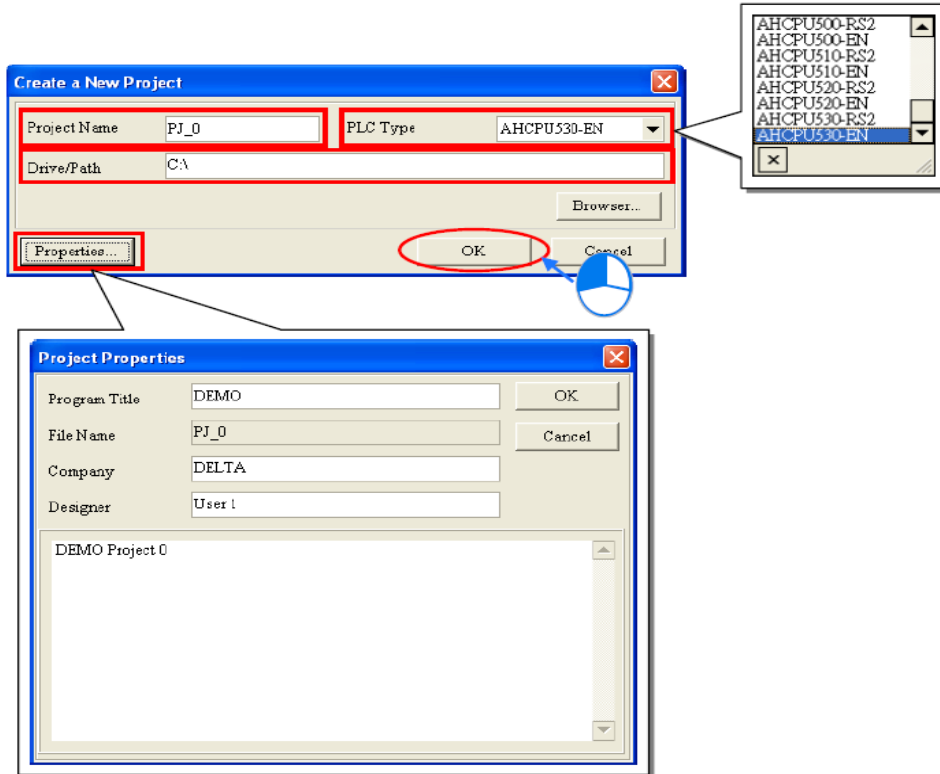 AHCPU500-RS2
AHCPU500-EN
AHCPU510-RS2
AHCPU510-EN
AHCPU520-RS2
AHCPU520-EN
AHCPU530-RS2
AHCPU530-EN
Create a New Project
Project Name PJ_0 PLC Type AHCPU530-EN
Drive/Path C:\
Browser...
Properties... OK Cancel
Project Properties
Program Title DEMO OK
File Name PJ_0 Cancel
Company DELTA
Designer User 1
DEMO Project 0